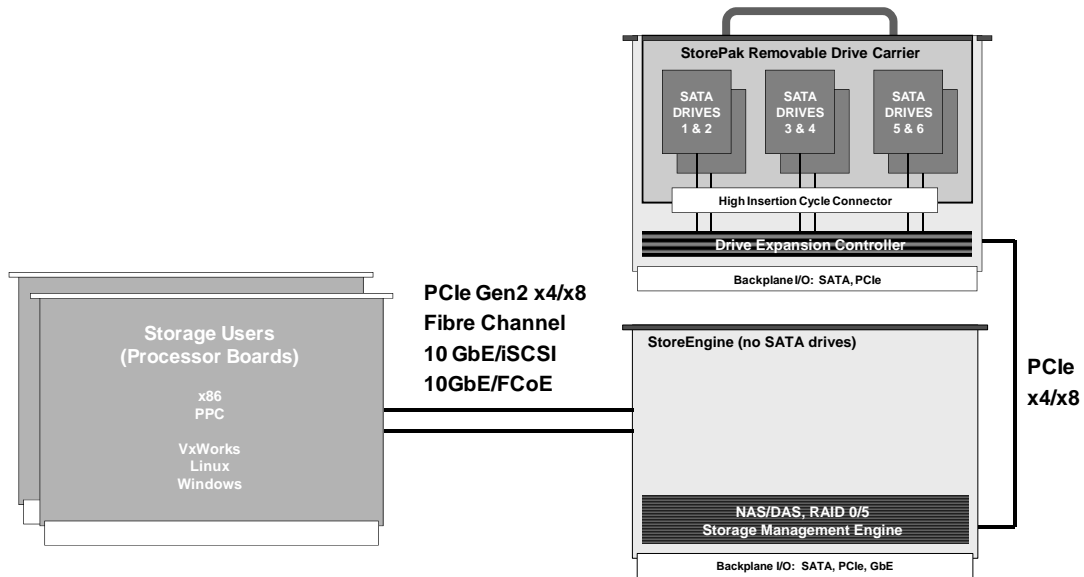 StorePak Removable Drive Carrier
SATA
DRIVES
1 & 2
SATA
DRIVES
3 & 4
SATA
DRIVES
5 & 6
High Insertion Cycle Connector
Drive Expansion Controller
Backplane I/O: SATA, PCIe
Storage Users
(Processor Boards)
x86
PPC
VxWorks
Linux
Windows
PCIe Gen2 x4/x8
Fibre Channel
10 GbE/iSCSI
10GbE/FCoE
StoreEngine (no SATA drives)
NAS/DAS, RAID 0/5
Storage Management Engine
Backplane I/O: SATA, PCIe, GbE
PCIe
x4/x8